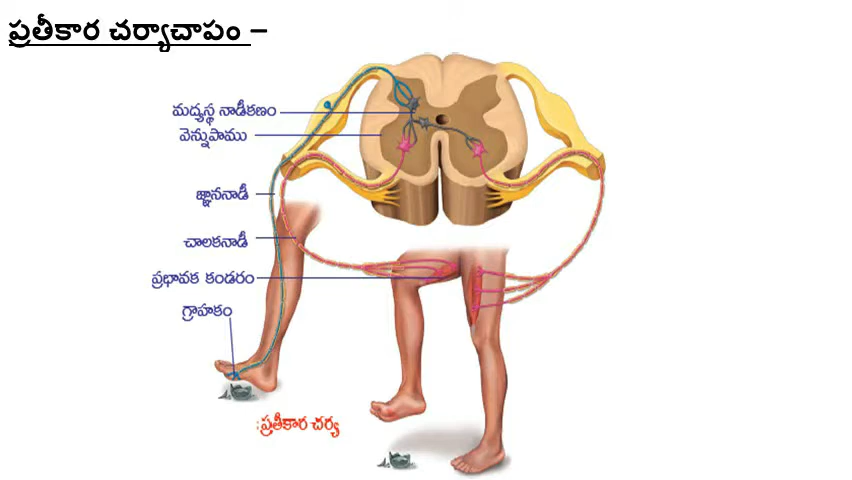 ప్రతీకార చర్యాచాపం –
మధ్యస్థ నాడీకణం
వెన్నుపాము
జ్ఞాననాడీ
చాలకనాడీ
ప్రభావక కండరం
గ్రాహకం
:ప్రతీకార చర్య